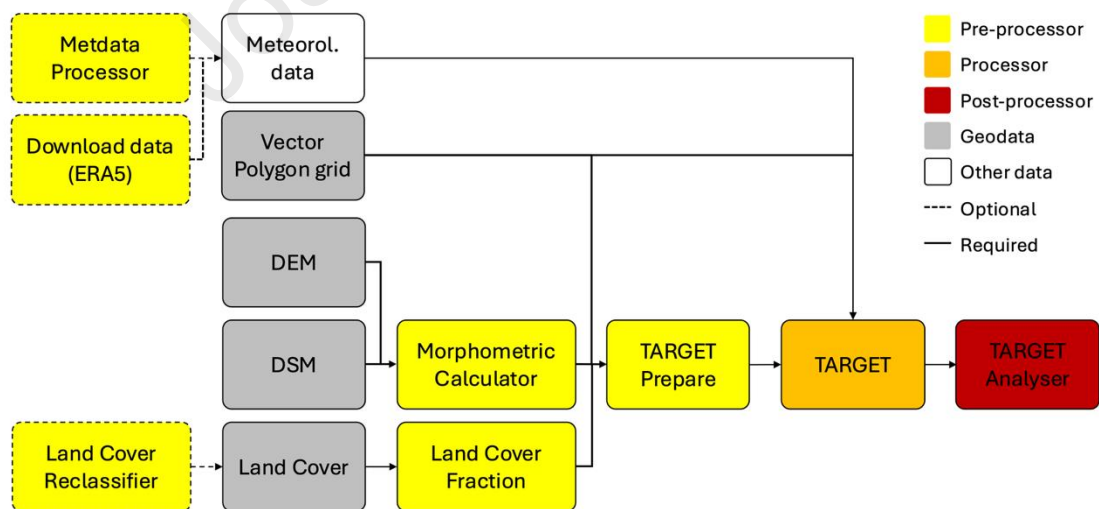 Metdata
Processor
Meteorol.
data
Download data
(ERA5)
Vector
Polygon grid
DEM
DSM
Morphometric
Calculator
TARGET
Prepare
TARGET
TARGET
Analyser
Land Cover
Reclassifier
Land Cover
Land Cover
Fraction
Pre-processor
Processor
Post-processor
Geodata
Other data
Optional
Required